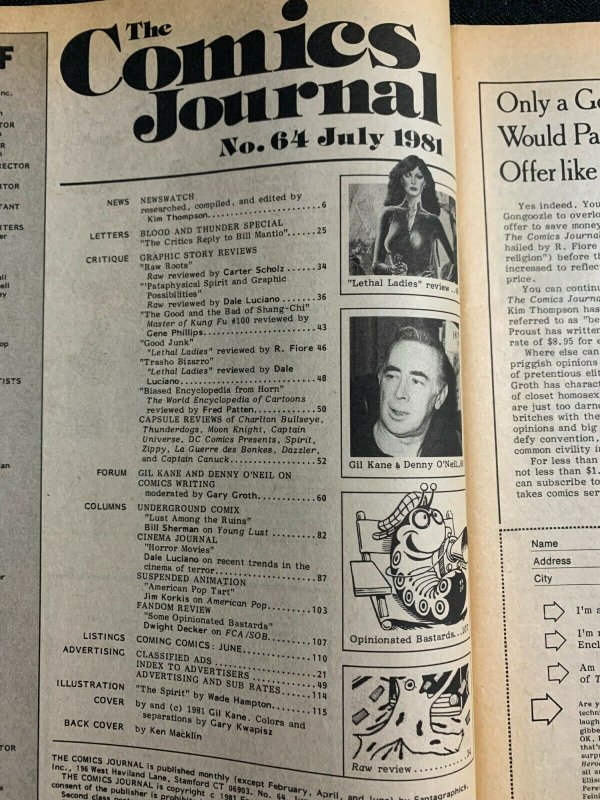 The
Comics
Journal
No. 64 July 1981
NEWS NEWSWATCH
researched, compiled, and edited by
Kim Thompson....................6
LETTERS BLOOD AND THUNDER SPECIAL
"The Critics Reply to Bill Mantlo".....25
CRITIQUE GRAPHIC STORY REVIEWS
"Raw Roots"
Raw reviewed by Carter Scholz.....34
"'Pataphysical Spirit and Graphic
Possibilities"
Raw reviewed by Dale Luciano.....36
"The Good and the Bad of Shang-Chi"
Master of Kung Fu #100 reviewed by
Gene Phillips....................43
"Good Junk"
"Lethal Ladies" reviewed by R. Fiore 46
"Trasho Bizarro"
"Lethal Ladies" reviewed by Dale
Luciano....................48
"Biased Encyclopedia from Horn"
The World Encyclopedia of Cartoons
reviewed by Fred Patten...........50
CAPSULE REVIEWS of Charlton Bullseye,
Thunderdogs, Moon Knight, Captain
Universe, DC Comics Presents, Spirit,
Zippy, La Guerre des Bonkes, Dazzler,
and Captain Canuck...............52
FORUM GIL KANE AND DENNY O'NEIL ON
COMICS WRITING
moderated by Gary Groth...........60
COLUMNS UNDERGROUND COMIX
"Lust Among the Ruins"
Bill Sherman on Young Lust ........82
CINEMA JOURNAL
"Horror Movies"
Dale Luciano on recent trends in the
cinema of terror..................87
SUSPENDED ANIMATION
"American Pop Tart"
Jim Korkis on American Pop........103
FANDOM REVIEW
"Some Opinionated Bastards"
Dwight Decker on FCA/SOB.........107
LISTINGS COMING COMICS: JUNE..............110
ADVERTISING CLASSIFIED ADS ...................21
INDEX TO ADVERTISERS ............49
ADVERTISING AND SUB RATES......114
ILLUSTRATION "The Spirit" by Wade Hampton.....115
COVER by and (c) 1981 Gil Kane. Colors and
separations by Gary Kwapisz
BACK COVER by Ken Macklin
THE COMICS JOURNAL is published monthly (except February, April, and June) by Fantagraphics,
Inc., 196 West Haviland Lane, Stamford CT 06903. No. 64,
THE COMICS JOURNAL is copyright c 1981
consent of the publisher is
Second class
"Lethal Ladies" review
Gil Kane & Denny O'Neil
Opinionated Bastards...107
Raw review
Only a
Would Pa
Offer like
Yes indeed. You
Gongoozle to overlo
offer to save money
The Comics Journal
hailed by R. Fiore
religion") before th
increased to reflec
price.
You can continu
The Comics Journa
Kim Thompson has
referred to as "be
Proust has written
rate of $8.95 for
Where else can
priggish opinions
of pretentious elit
Groth has charact
of closet homosex
are just too darn
britches with the
opinions and big
defy convention,
common civility i
For less than
not less than $1.
can subscribe to
takes comics ser
Name
Address
City
I'm a
I'm
Encl
Am
of T